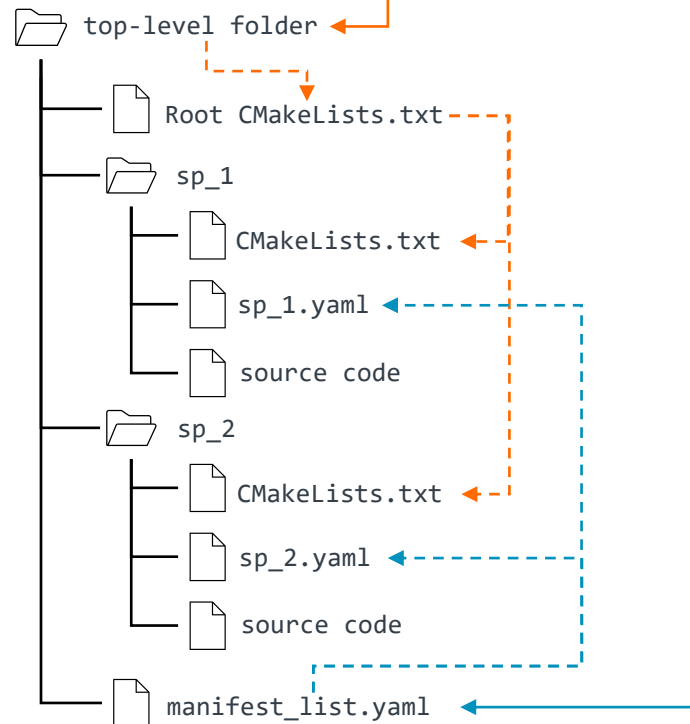 top-level folder
Root CMakeLists.txt
sp_1
CMakeLists.txt
sp_1.yaml
source code
sp_2
CMakeLists.txt
sp_2.yaml
source code
manifest_list.yaml